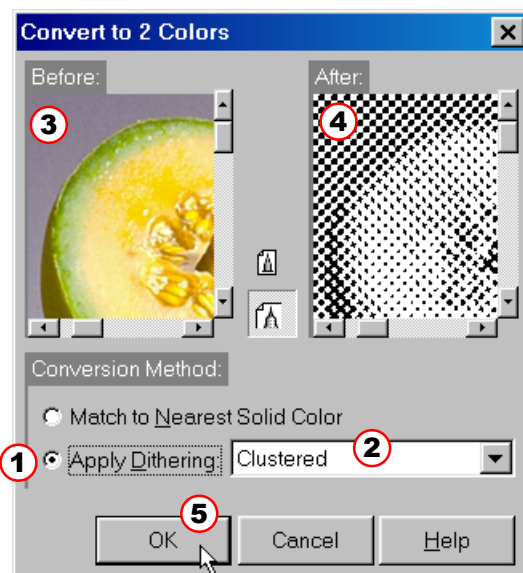 Convert to 2 Colors
Before:
After:
3
4
Conversion Method:
Match to Nearest Solid Color
1
Apply Dithering:
Clustered
2
5
OK
Cancel
Help